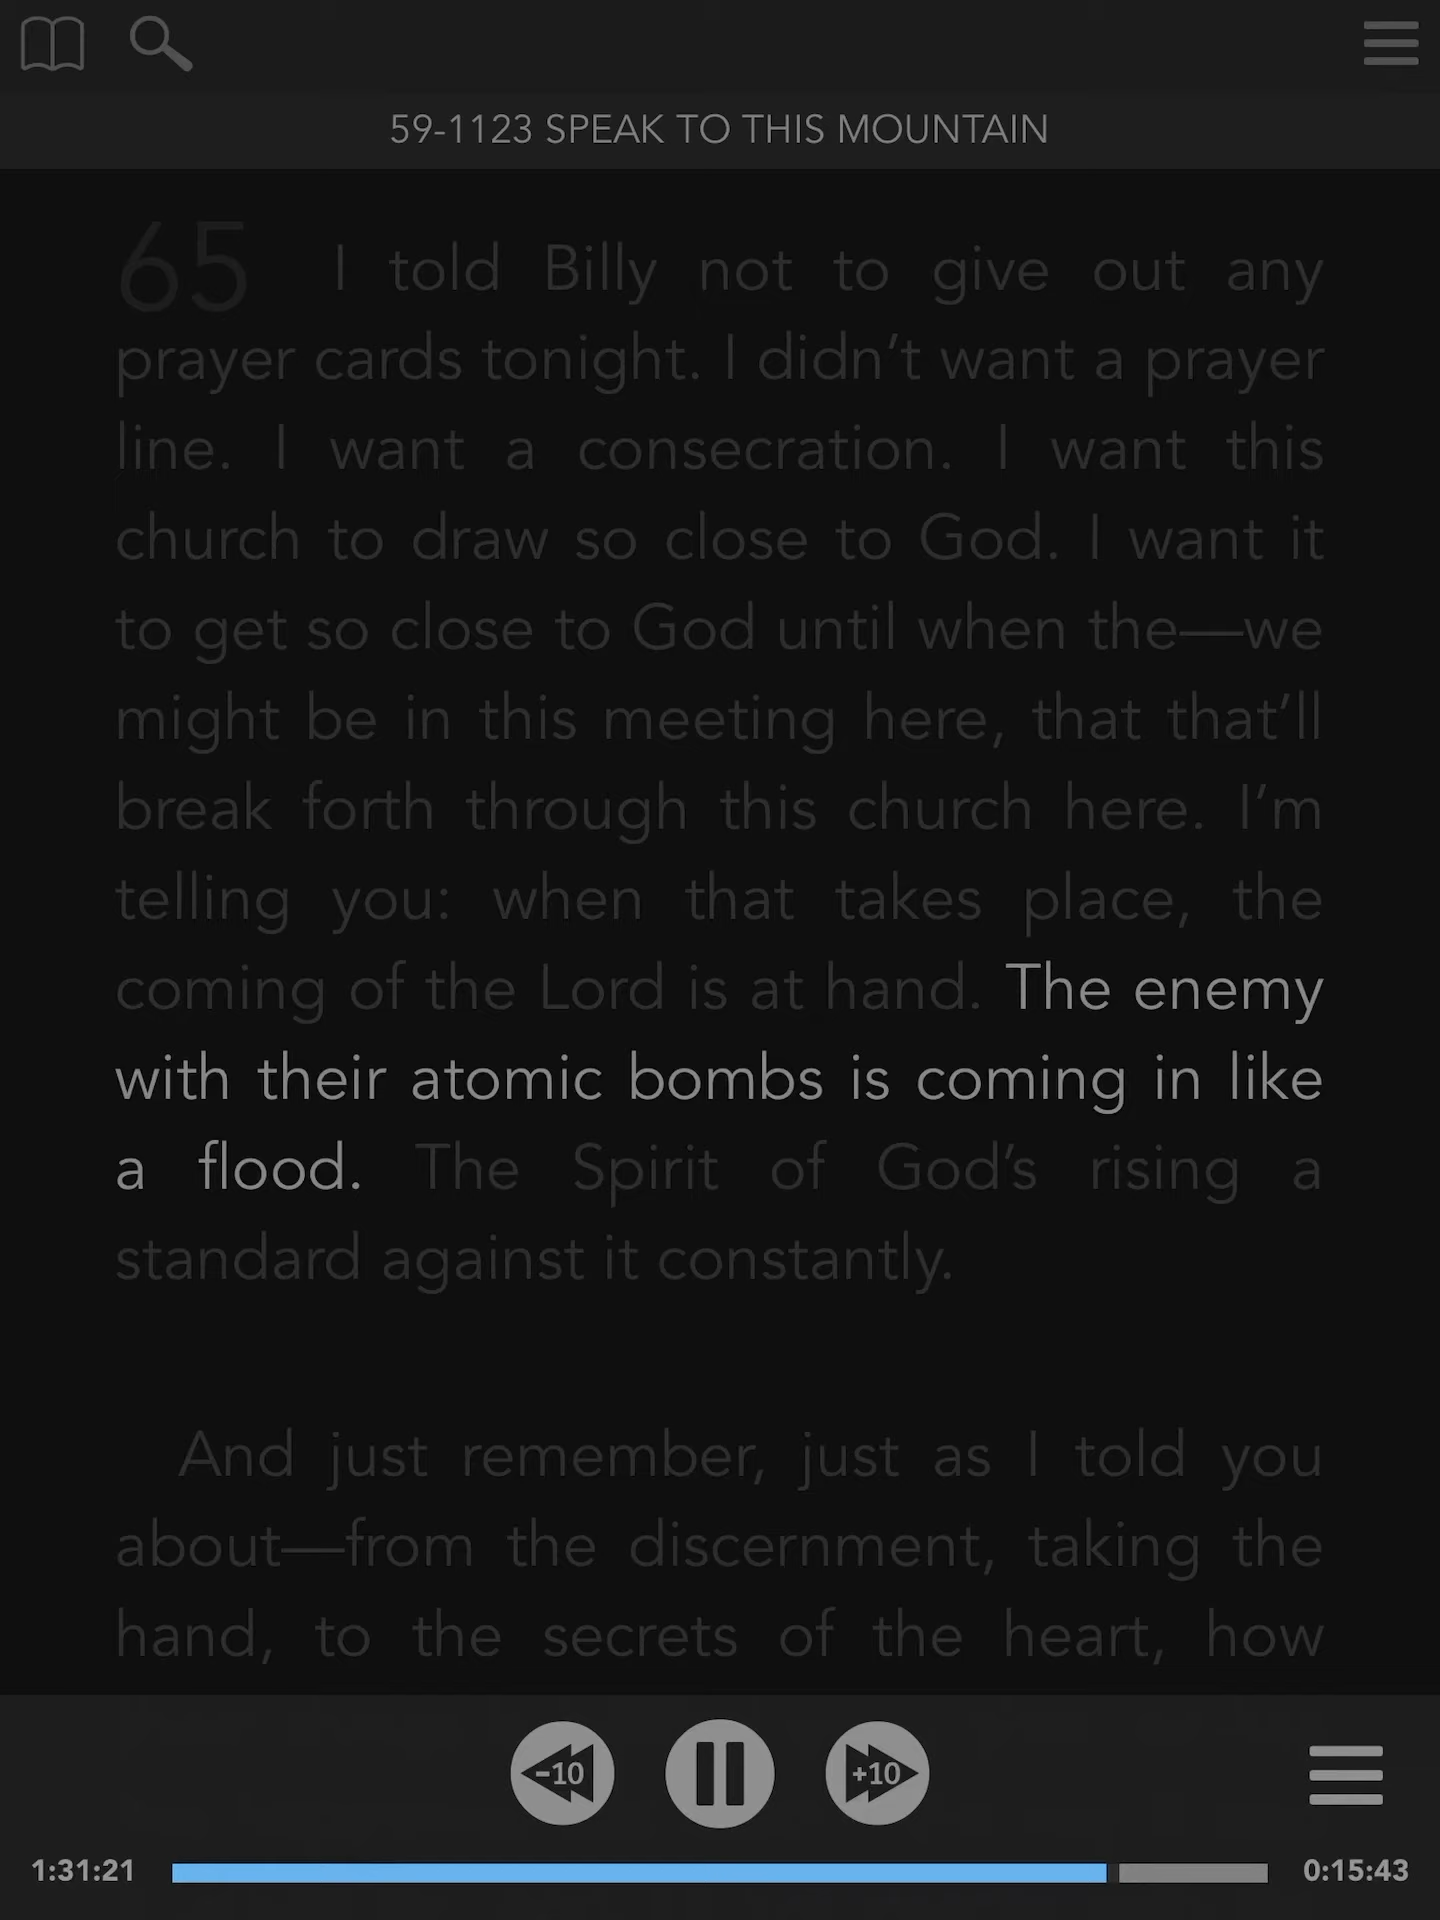 59-1123 SPEAK TO THIS MOUNTAIN
65 I told Billy not to give out any
prayer cards tonight. I didn’t want a prayer
line. I want a consecration. I want this
church to draw so close to God. I want it
to get so close to God until when the—we
might be in this meeting here, that that’ll
break forth through this church here. I’m
telling you: when that takes place, the
coming of the Lord is at hand. The enemy
with their atomic bombs is coming in like
a flood. The Spirit of God’s rising a
standard against it constantly.
And just remember, just as I told you
about—from the discernment, taking the
hand, to the secrets of the heart, how
-10 +10
1:31:21 0:15:43